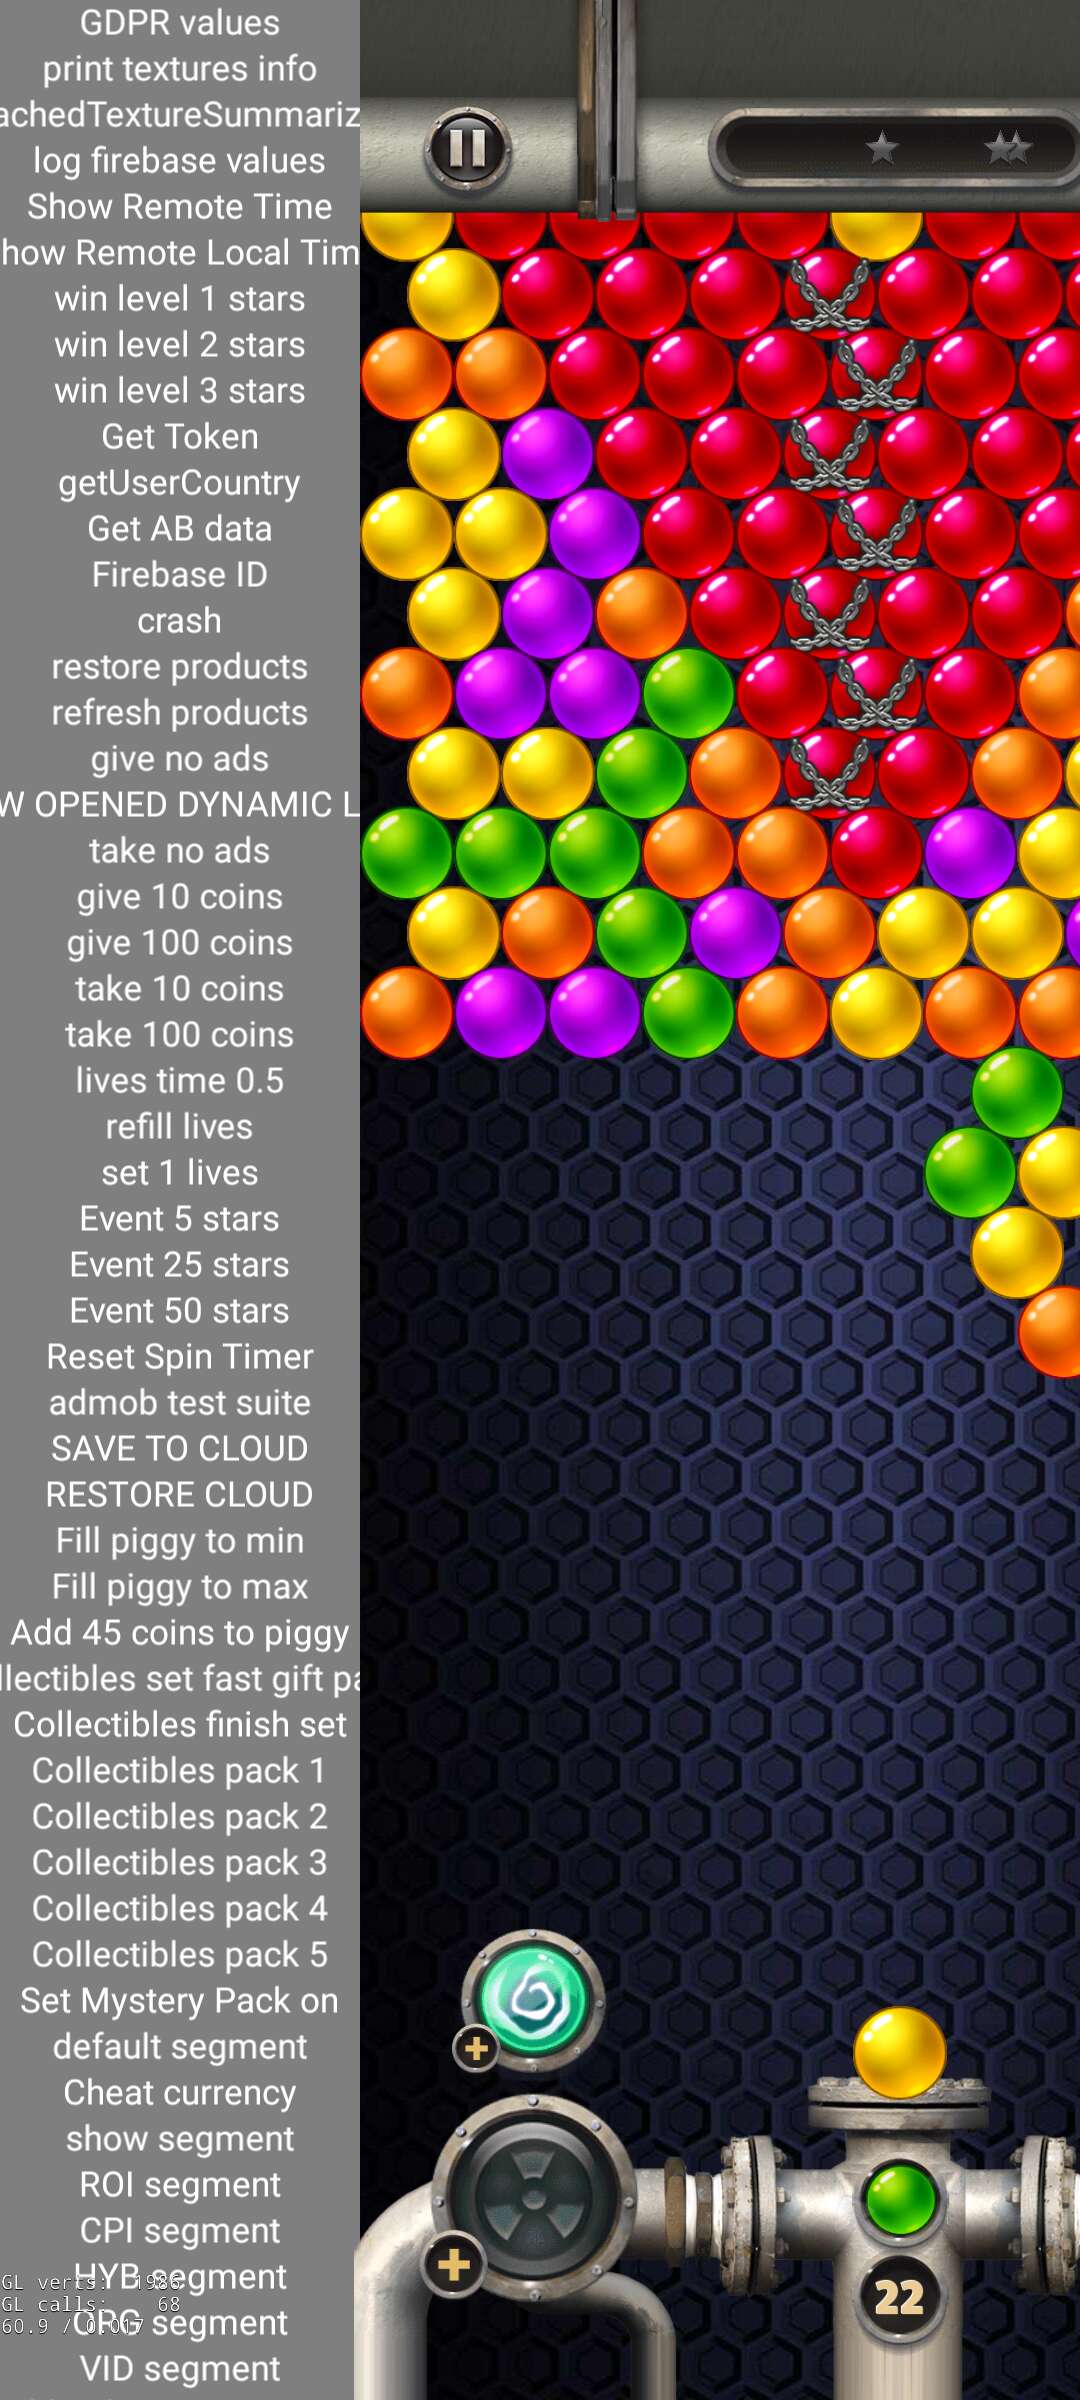 GDPR values
print textures info
achedTextureSummariz
log firebase values
Show Remote Time
how Remote Local Tim
win level 1 stars
win level 2 stars
win level 3 stars
Get Token
getUserCountry
Get AB data
Firebase ID
crash
restore products
refresh products
give no ads
W OPENED DYNAMIC L
take no ads
give 10 coins
give 100 coins
take 10 coins
take 100 coins
lives time 0.5
refill lives
set 1 lives
Event 5 stars
Event 25 stars
Event 50 stars
Reset Spin Timer
admob test suite
SAVE TO CLOUD
RESTORE CLOUD
Fill piggy to min
Fill piggy to max
Add 45 coins to piggy
llectibles set fast gift pa
Collectibles finish set
Collectibles pack 1
Collectibles pack 2
Collectibles pack 3
Collectibles pack 4
Collectibles pack 5
Set Mystery Pack on
default segment
Cheat currency
show segment
ROI segment
CPI segment
HYB segment
GL verts: 1986
GL calls: 68
ORG segment
60.9 / 0.017
VID segment
22